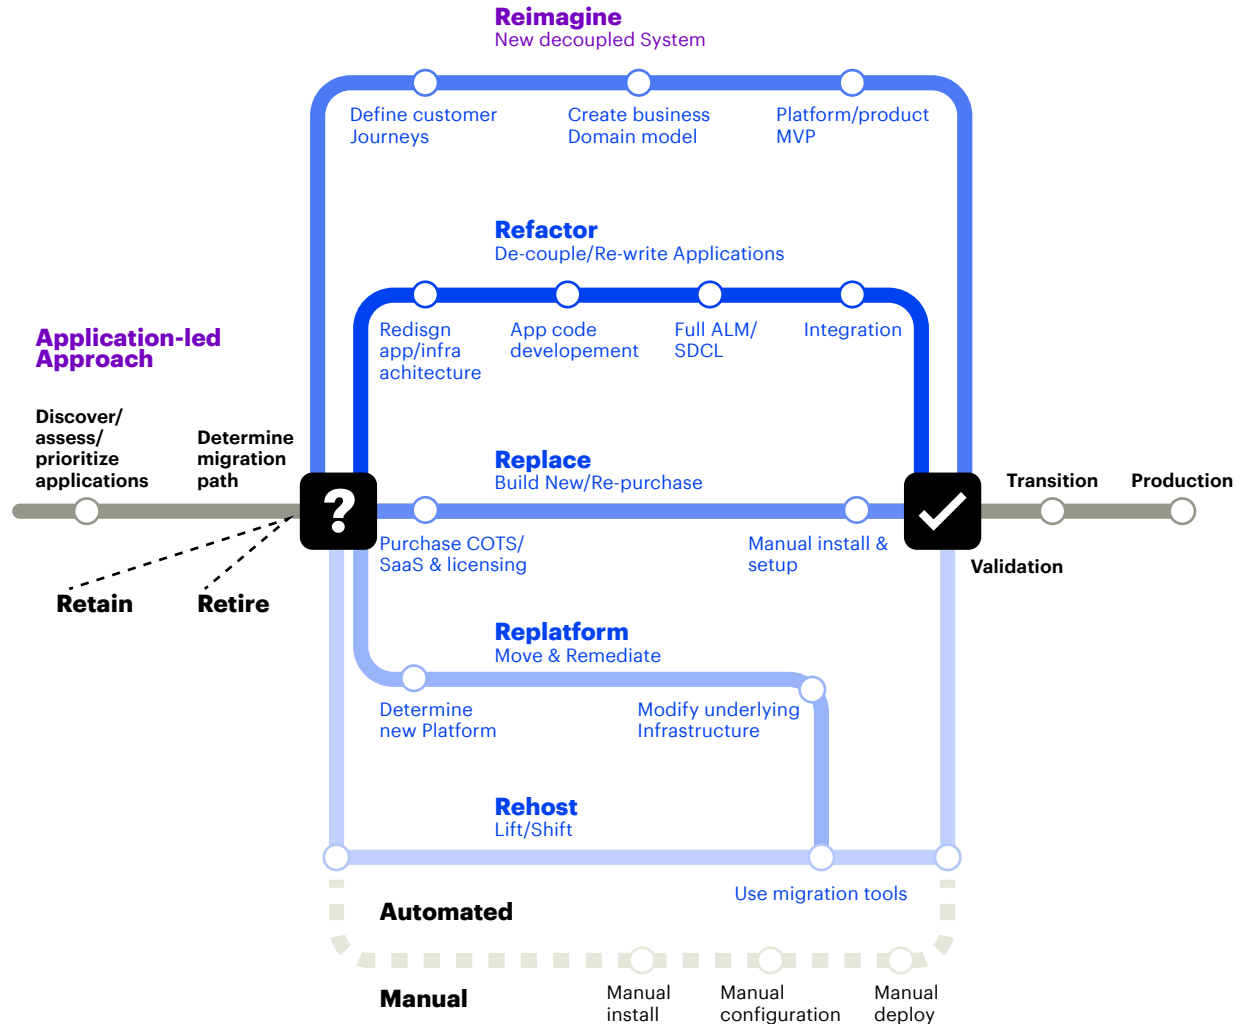 Reimagine
New decoupled System
Define customer
Journeys
Create business
Domain model
Platform/product
MVP
Refactor
De-couple/Re-write Applications
Redisgn
app/infra
achitecture
App code
developement
Full ALM/
SDCL
Integration
Application-led
Approach
Discover/
assess/
prioritize
applications
Determine
migration
path
Replace
Build New/Re-purchase
?
Purchase COTS/
SaaS & licensing
Manual install &
setup
Transition
Production
Validation
Retain
Retire
Replatform
Move & Remediate
Determine
new Platform
Modify underlying
Infrastructure
Rehost
Lift/Shift
Use migration tools
Automated
Manual
Manual
install
Manual
configuration
Manual
deploy